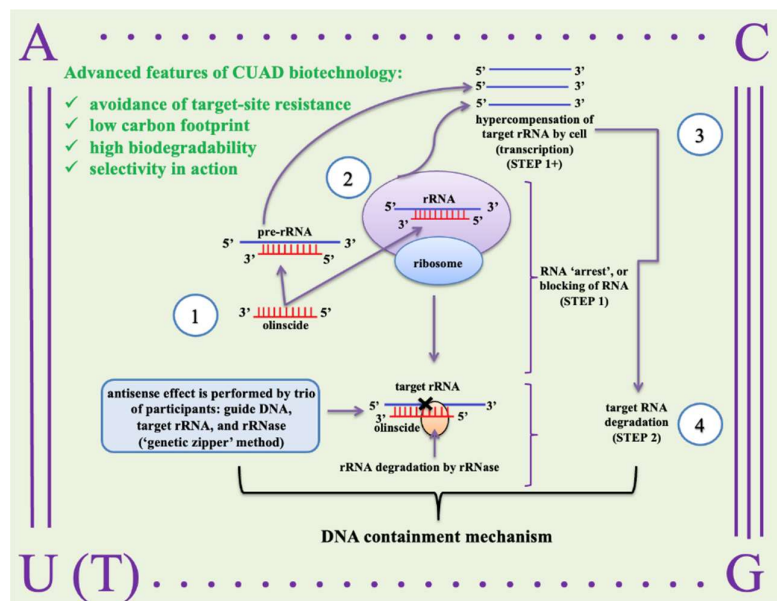 A
C
Advanced features of CUAD biotechnology:
✓ avoidance of target-site resistance
✓ low carbon footprint
✓ high biodegradability
✓ selectivity in action
5’ 3’
5’ 3’
5’ 3’
hypercompensation of
target rRNA by cell
(transcription)
(STEP 1+)
3
2
rRNA
5’ 3’
3’ 5’
ribosome
pre-rRNA
5’ 3’
3’ 5’
RNA ‘arrest’, or
blocking of RNA
(STEP 1)
1
3’ 5’
olinscide
antisense effect is performed by trio
of participants: guide DNA,
target rRNA, and rRNase
(‘genetic zipper’ method)
target rRNA
5’ 3’
3’ 5’
olinscide
rRNA degradation by rRNase
target RNA
degradation
(STEP 2)
4
DNA containment mechanism
U (T)
G